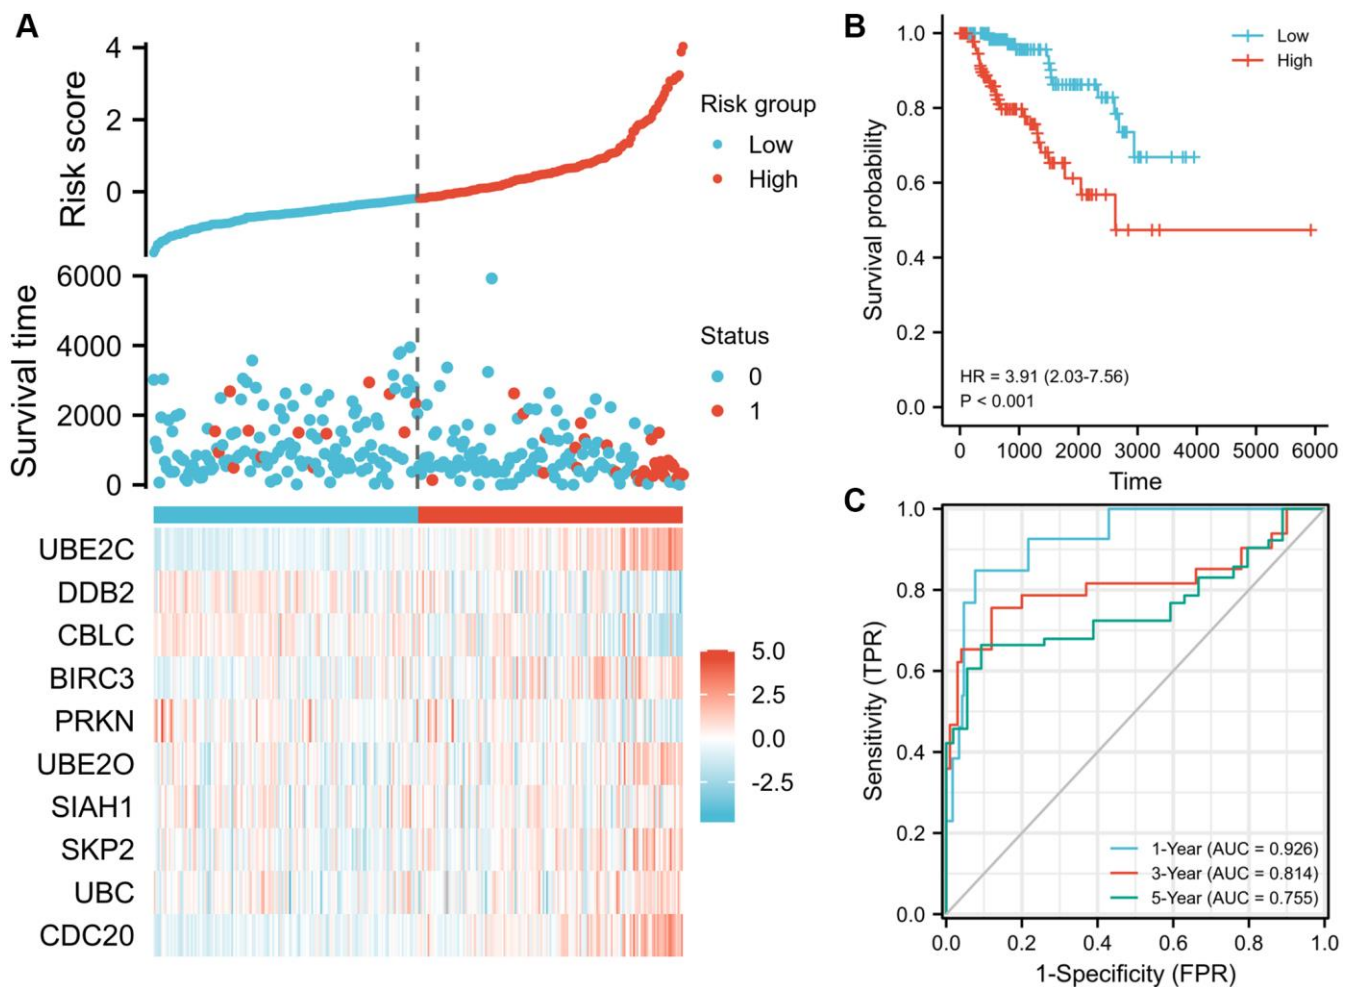 A
Risk score
4
2
0
Risk group
Low
High
Survival time
6000
4000
2000
0
Status
0
1
UBE2C
DDB2
CBLC
BIRC3
PRKN
UBE2O
SIAH1
SKP2
UBC
CDC20
5.0
2.5
0.0
-2.5
B
Survival probability
1.0
0.8
0.6
0.4
0.2
0.0
Low
High
HR = 3.91 (2.03-7.56)
P < 0.001
0 1000 2000 3000 4000 5000 6000
Time
C
Sensitivity (TPR)
1.0
0.8
0.6
0.4
0.2
0.0
1-Year (AUC = 0.926)
3-Year (AUC = 0.814)
5-Year (AUC = 0.755)
0.0 0.2 0.4 0.6 0.8 1.0
1-Specificity (FPR)